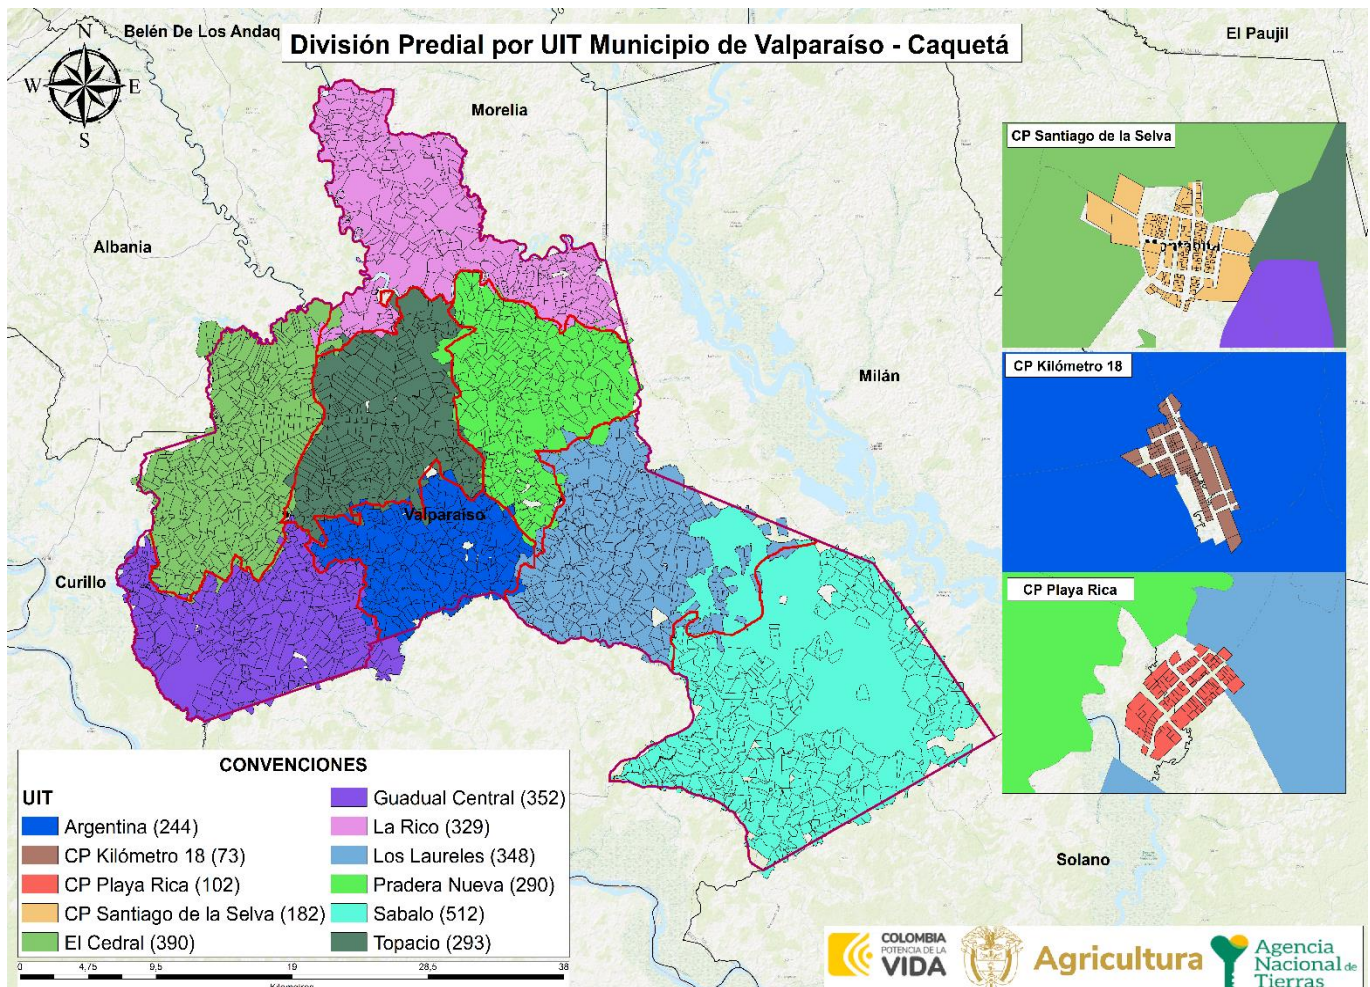 División Predial por UIT Municipio de Valparaíso - Caquetá
N
W E
S
Belén De Los Andaq
El Paujil
Morelia
Albania
Milán
Valparaíso
Curillo
Solano
CP Santiago de la Selva
CP Kilómetro 18
CP Playa Rica
CONVENCIONES
UIT
Argentina (244)
CP Kilómetro 18 (73)
CP Playa Rica (102)
CP Santiago de la Selva (182)
El Cedral (390)
Guadual Central (352)
La Rico (329)
Los Laureles (348)
Pradera Nueva (290)
Sabalo (512)
Topacio (293)
0 4,75 9,5 19 28,5 38
Kilómetros
COLOMBIA
POTENCIA DE LA
VIDA
Agricultura
Agencia
Nacional de
Tierras